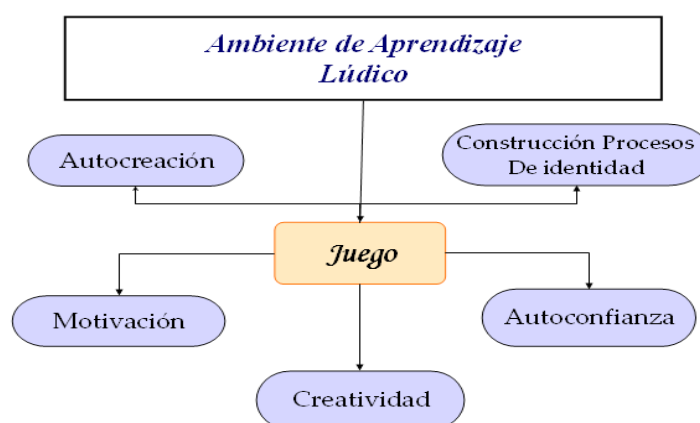 Ambiente de Aprendizaje
Lúdico
Autocreación
Construcción Procesos
De identidad
Juego
Motivación
Autoconfianza
Creatividad